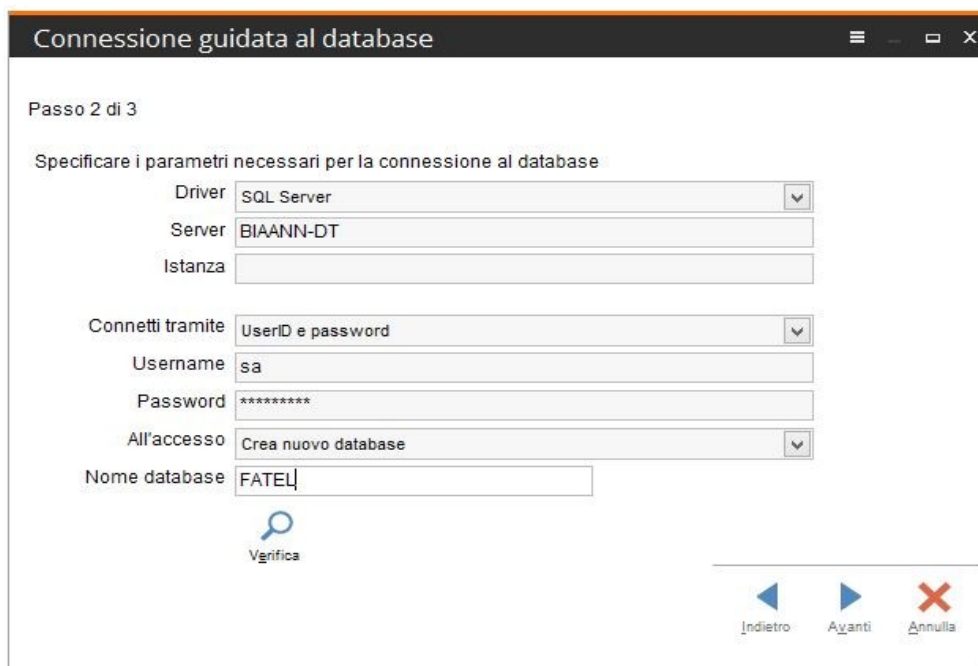 Connessione guidata al database
Passo 2 di 3
Specificare i parametri necessari per la connessione al database
Driver SQL Server
Server BIAANN-DT
Istanza
Connetti tramite UserID e password
Username sa
Password *********
All'accesso Crea nuovo database
Nome database FATEL
Verifica
Indietro Avanti Annulla